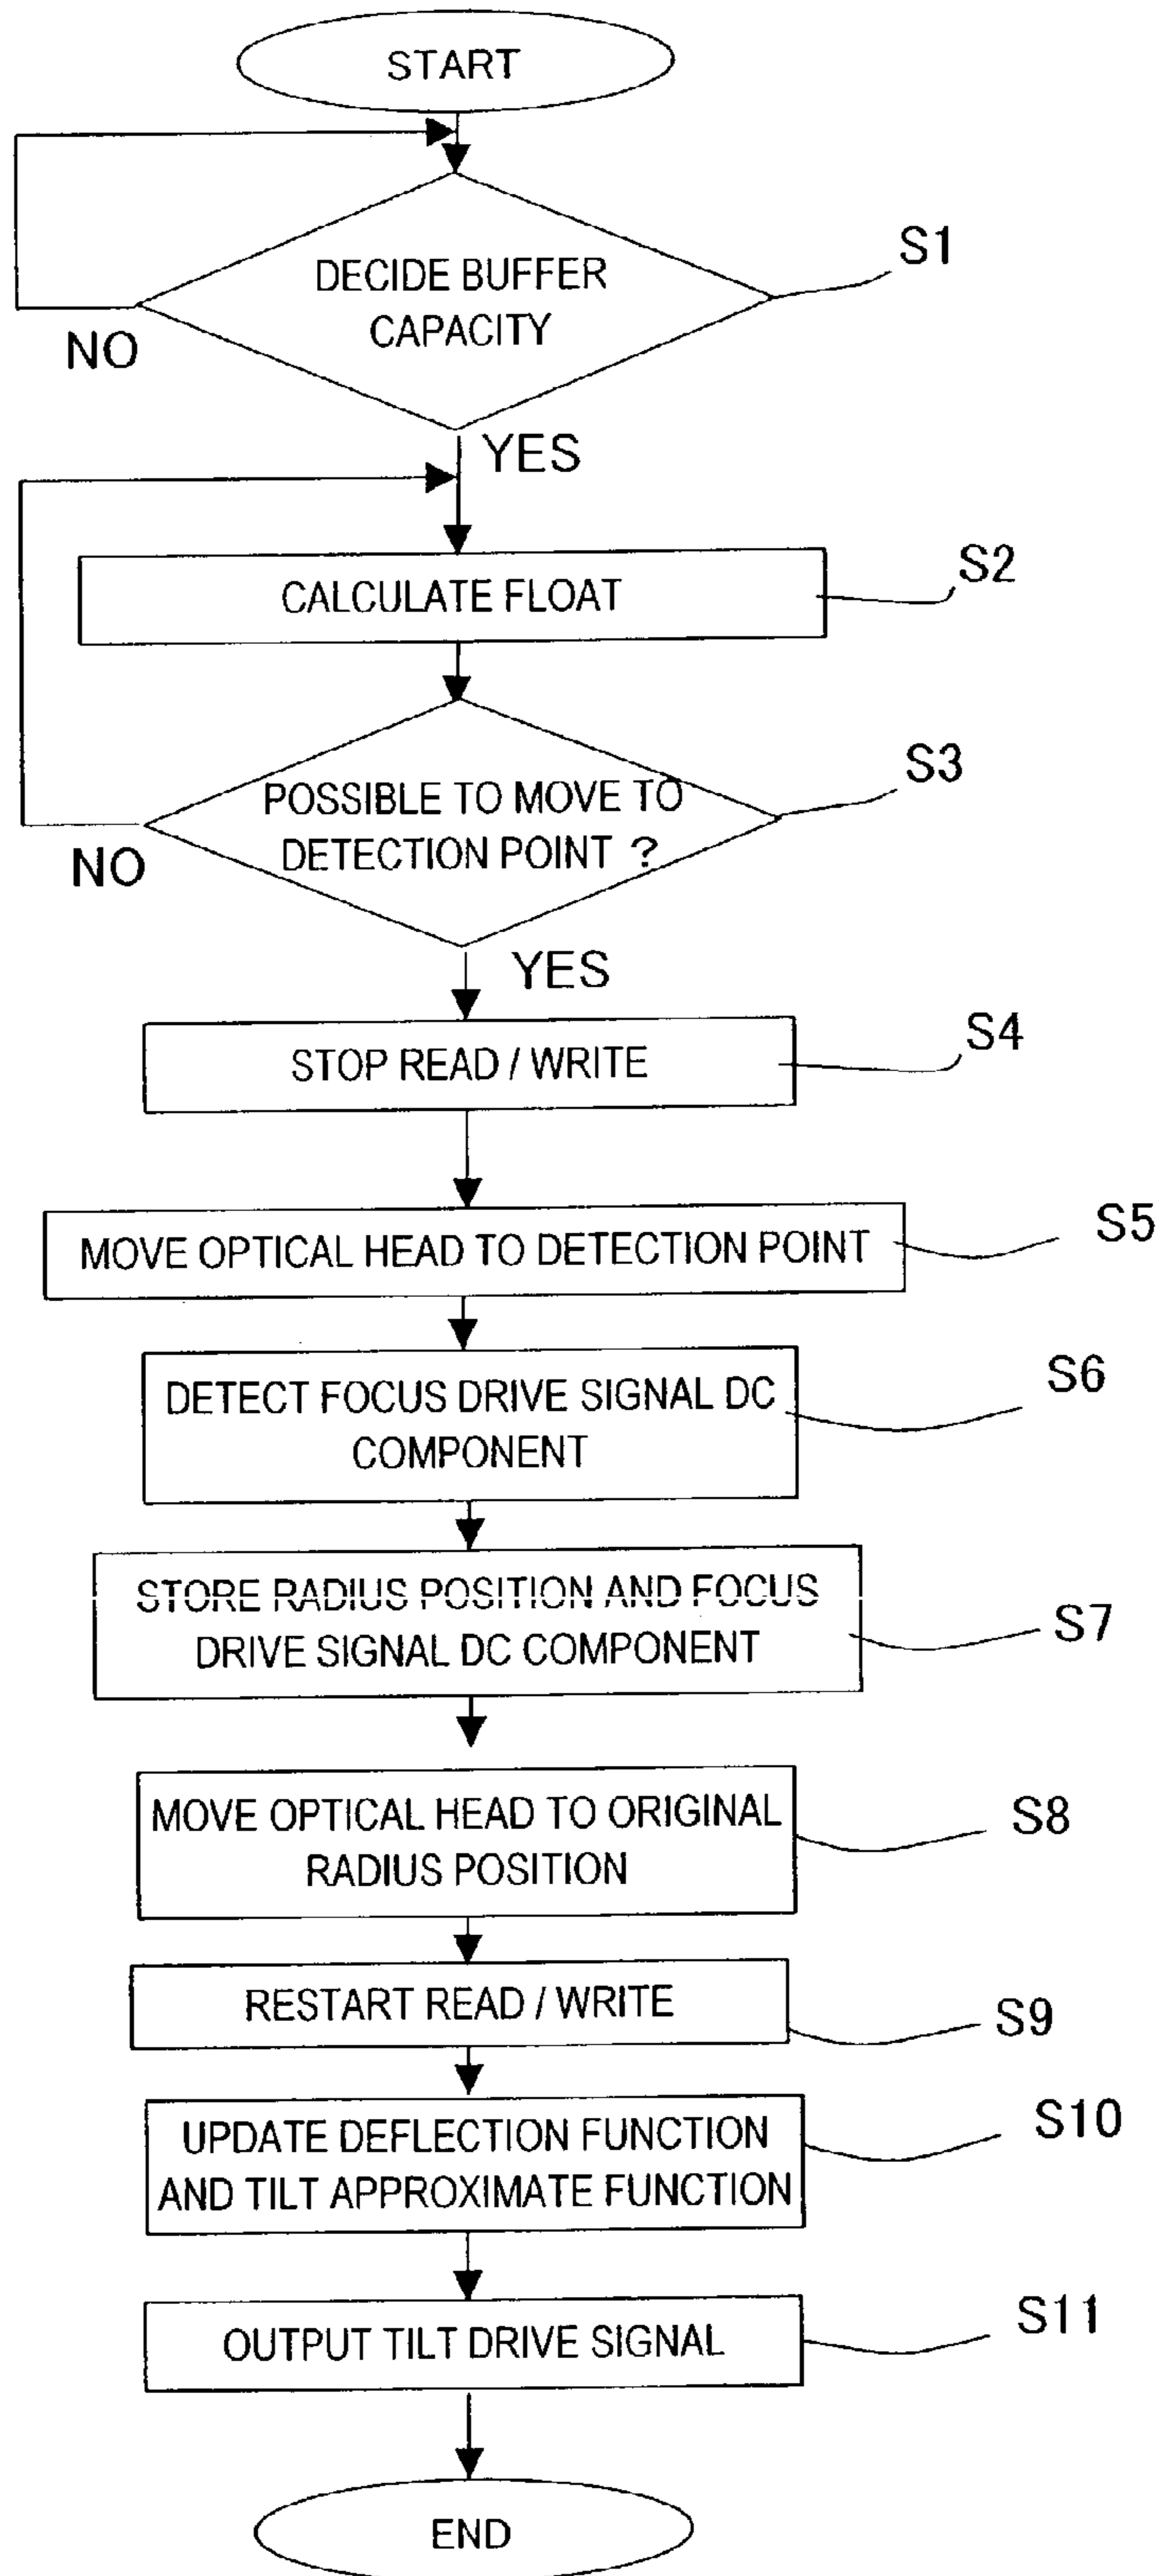 START
DECIDE BUFFER
CAPACITY
S1
NO
YES
CALCULATE FLOAT
S2
POSSIBLE TO MOVE TO
DETECTION POINT ?
S3
NO
YES
STOP READ / WRITE
S4
MOVE OPTICAL HEAD TO DETECTION POINT
S5
DETECT FOCUS DRIVE SIGNAL DC
COMPONENT
S6
STORE RADIUS POSITION AND FOCUS
DRIVE SIGNAL DC COMPONENT
S7
MOVE OPTICAL HEAD TO ORIGINAL
RADIUS POSITION
S8
RESTART READ / WRITE
S9
UPDATE DEFLECTION FUNCTION
AND TILT APPROXIMATE FUNCTION
S10
OUTPUT TILT DRIVE SIGNAL
S11
END